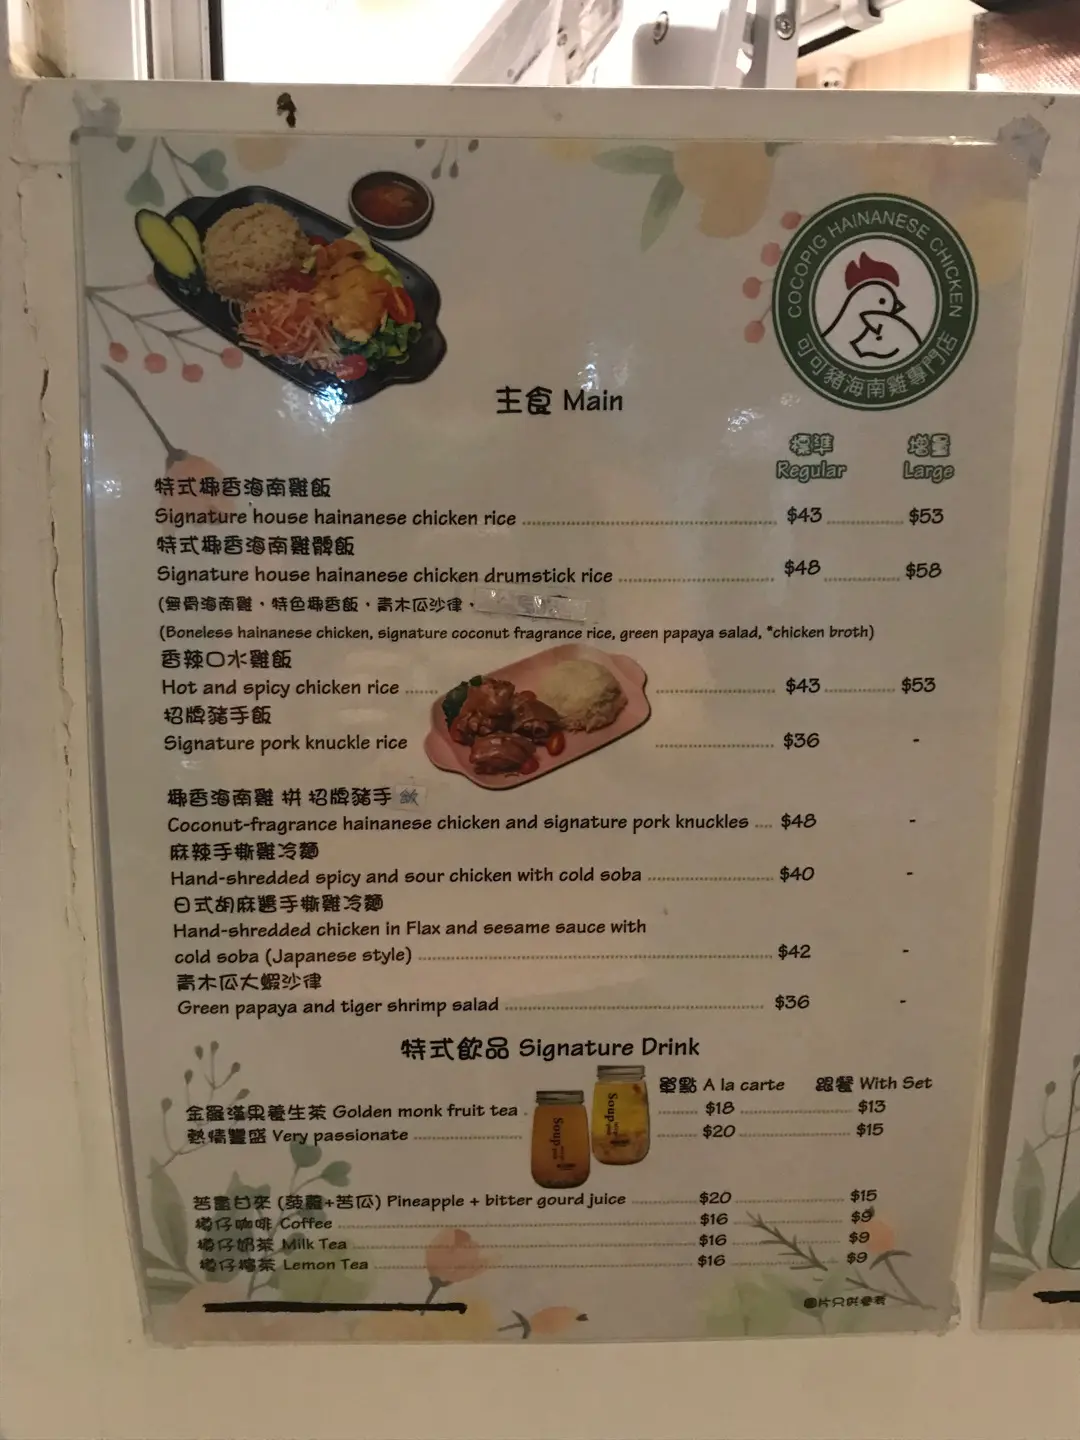 COCOPIG HAINANESE CHICKEN
可可豬海南雞專門店
主食 Main
標準 增量
Regular Large
特式椰香海南雞飯
Signature house hainanese chicken rice $43 $53
特式椰香海南雞髀飯
Signature house hainanese chicken drumstick rice $48 $58
(無骨海南雞，特色椰香飯，青木瓜沙律，
(Boneless hainanese chicken, signature coconut fragrance rice, green papaya salad, *chicken broth)
香辣口水雞飯
Hot and spicy chicken rice $43 $53
招牌豬手飯
Signature pork knuckle rice $36 -
椰香海南雞 拼 招牌豬手
Coconut-fragrance hainanese chicken and signature pork knuckles $48 -
麻辣手撕雞冷麵
Hand-shredded spicy and sour chicken with cold soba $40 -
日式胡麻醬手撕雞冷麵
Hand-shredded chicken in Flax and sesame sauce with
cold soba (Japanese style) $42 -
青木瓜大蝦沙律
Green papaya and tiger shrimp salad $36 -
特式飲品 Signature Drink
單點 A la carte 跟餐 With Set
金羅漢果養生茶 Golden monk fruit tea $18 $13
熱情豐盛 Very passionate $20 $15
Soup
Soup
苦盡甘來 (菠蘿+苦瓜) Pineapple + bitter gourd juice $20 $15
樽仔咖啡 Coffee $16 $9
樽仔奶茶 Milk Tea $16 $9
樽仔檸茶 Lemon Tea $16 $9
圖片只供參考